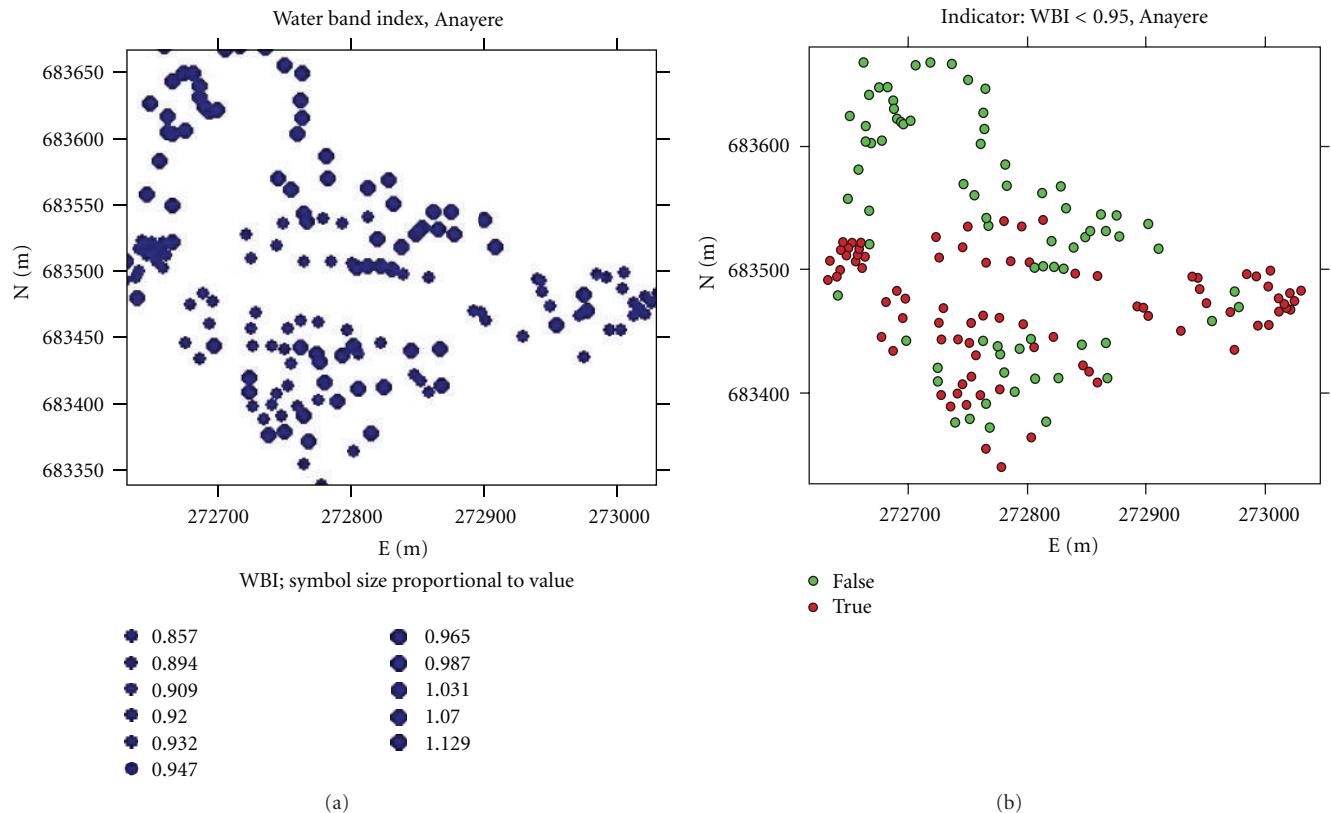 Water band index, Anayere
683650
683600
683550
683500
683450
683400
683350
N (m)
272700 272800 272900 273000
E (m)
WBI; symbol size proportional to value
0.857
0.894
0.909
0.92
0.932
0.947
0.965
0.987
1.031
1.07
1.129
(a)
Indicator: WBI < 0.95, Anayere
683600
683500
683400
N (m)
272700 272800 272900 273000
E (m)
False
True
(b)